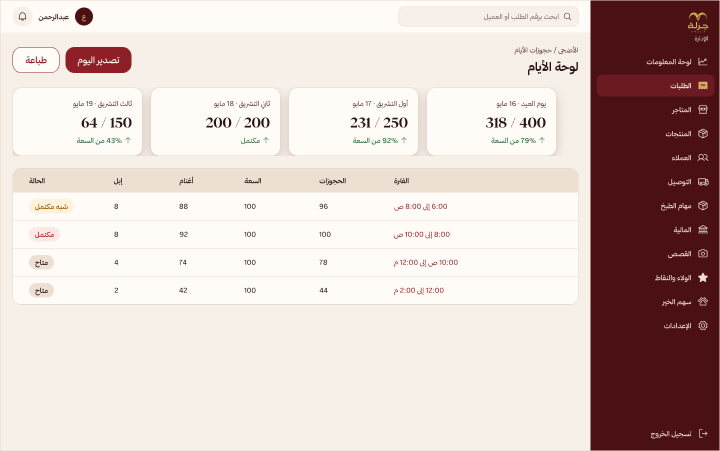 جزلة
الإدارة
لوحة المعلومات
الطلبات
المتاجر
المنتجات
العملاء
التوصيل
مهام الطبخ
المالية
القصص
الولاء والنقاط
سهم الخير
الإعدادات
تسجيل الخروج
ابحث برقم الطلب أو العميل
عبدالرحمن
ع
الأضحى / حجوزات الأيام
لوحة الأيام
تصدير اليوم
طباعة
يوم العيد · 16 مايو
318 / 400
↑ 79% من السعة
أول التشريق · 17 مايو
231 / 250
↑ 92% من السعة
ثاني التشريق · 18 مايو
200 / 200
↑ مكتمل
ثالث التشريق · 19 مايو
64 / 150
↑ 43% من السعة
الفترة الحجوزات السعة أغنام إبل الحالة
6:00 إلى 8:00 ص 96 100 88 8 شبه مكتمل
8:00 إلى 10:00 ص 100 100 92 8 مكتمل
10:00 ص إلى 12:00 م 78 100 74 4 متاح
12:00 إلى 2:00 م 44 100 42 2 متاح